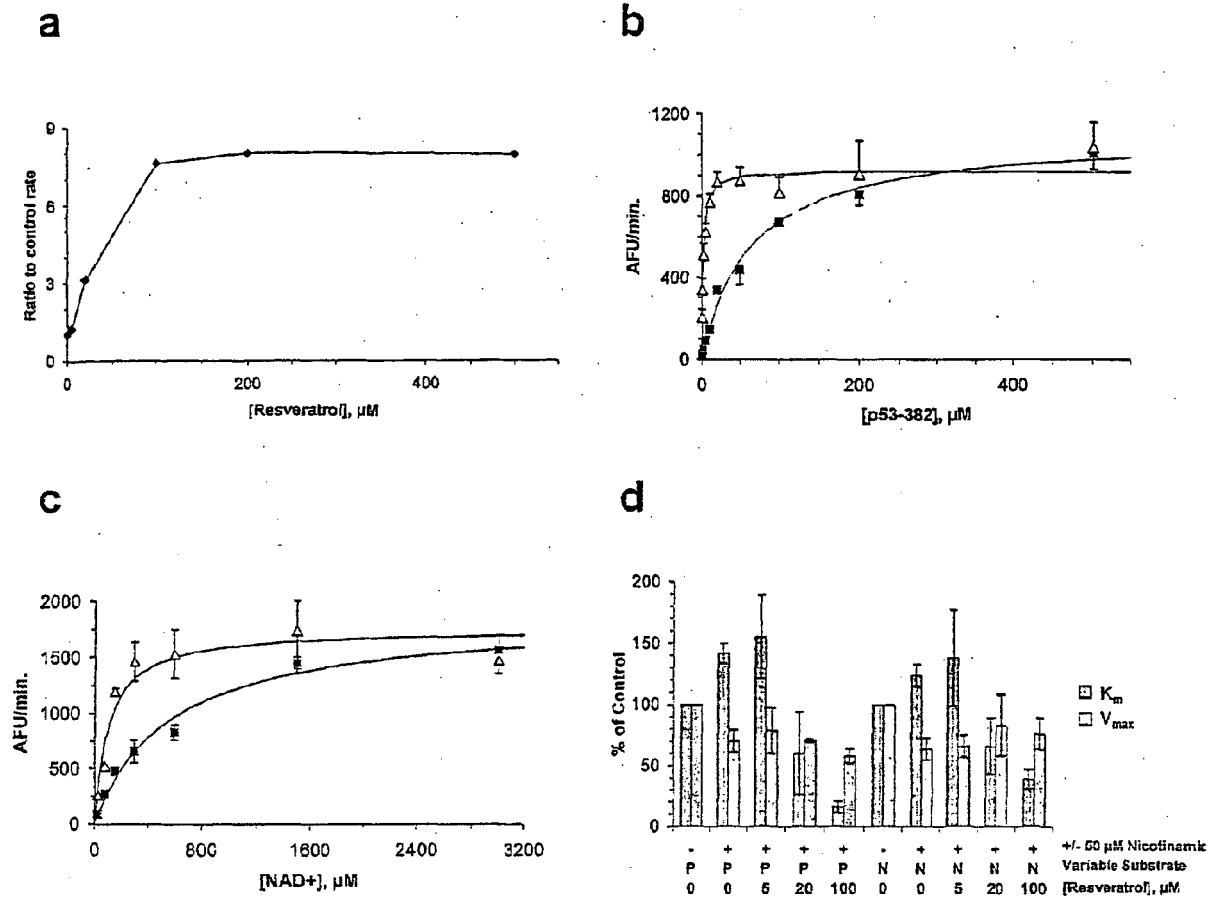 a
b
Ratio to control rate
9
6
3
0
0
200
400
[Resveratrol], µM
AFU/min.
1200
800
400
0
0
200
400
[p53-382], µM
c
d
AFU/min.
2000
1500
1000
500
0
0
800
1600
2400
3200
[NAD+], µM
% of Control
200
150
100
50
0
Km
Vmax
- + + + + - + + + +
+/- 50 µM Nicotinamic
P P P P P N N N N N
Variable Substrate
0 0 5 20 100 0 0 5 20 100
[Resveratrol], µM